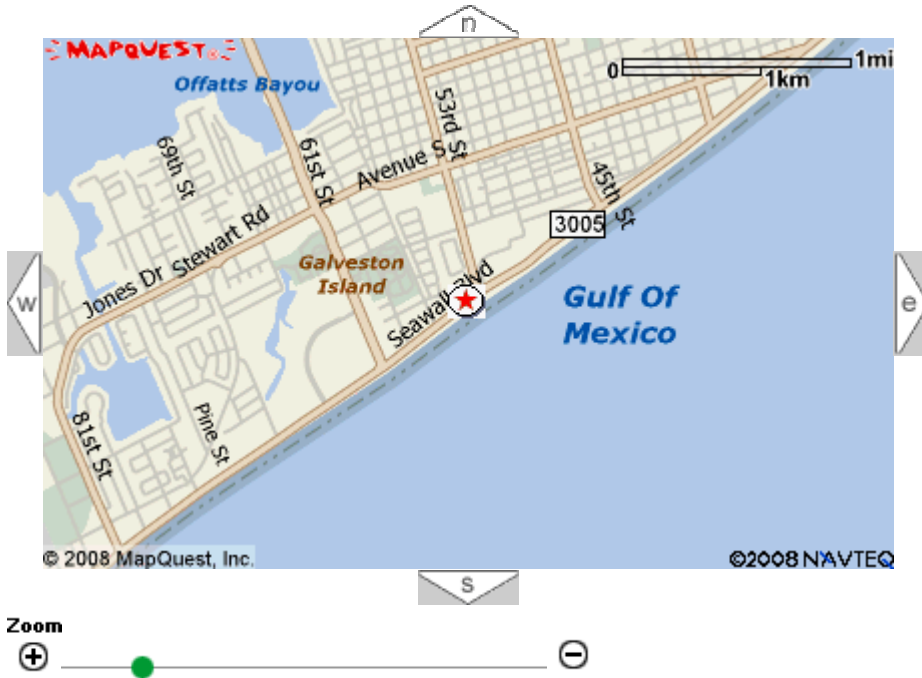 n
MAPQUEST®
Offatts Bayou
0
1mi
1km
69th St
61st St
53rd St
Avenue S
45th St
3005
Jones Dr
Stewart Rd
Galveston
Island
Seawall Blvd
Gulf Of
Mexico
w
e
81st St
Pine St
© 2008 MapQuest, Inc.
©2008 NAVTEQ
s
Zoom
+
−